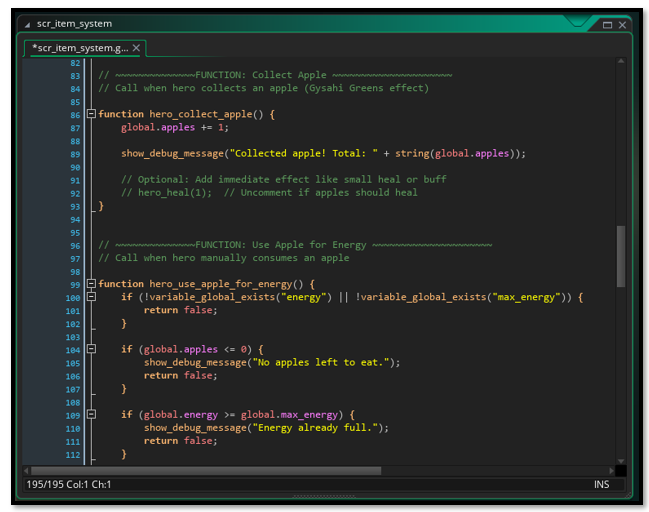 scr_item_system
*scr_item_system.g...
82
83 // ~~~~~~~~~~~~~~FUNCTION: Collect Apple ~~~~~~~~~~~~~~~~~~~~~
84 // Call when hero collects an apple (Gysahi Greens effect)
85
86 function hero_collect_apple() {
87 global.apples += 1;
88
89 show_debug_message("Collected apple! Total: " + string(global.apples));
90
91 // Optional: Add immediate effect like small heal or buff
92 // hero_heal(1);  // Uncomment if apples should heal
93 }
94
95
96 // ~~~~~~~~~~~~~~FUNCTION: Use Apple for Energy ~~~~~~~~~~~~~~~~~~~~~
97 // Call when hero manually consumes an apple
98
99 function hero_use_apple_for_energy() {
100 if (!variable_global_exists("energy") || !variable_global_exists("max_energy")) {
101 return false;
102 }
103
104 if (global.apples <= 0) {
105 show_debug_message("No apples left to eat.");
106 return false;
107 }
108
109 if (global.energy >= global.max_energy) {
110 show_debug_message("Energy already full.");
111 return false;
112 }
195/195 Col:1 Ch:1 INS